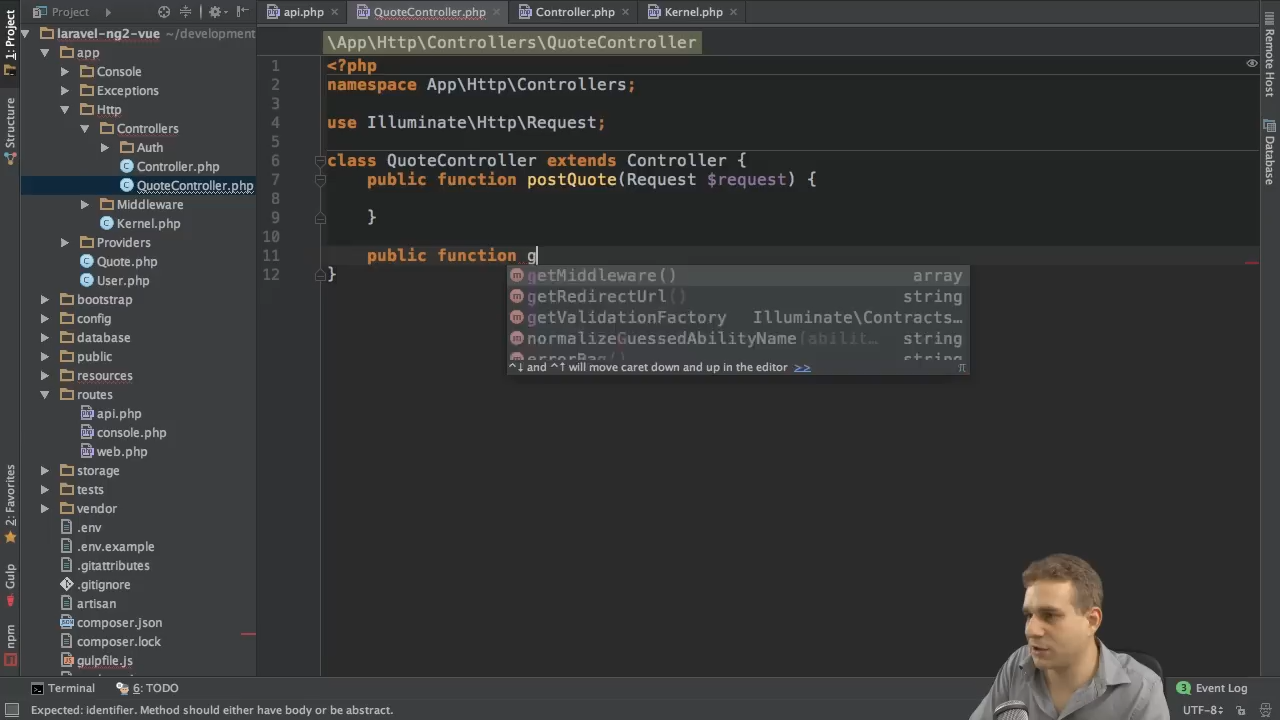 Project
api.php
QuoteController.php
Controller.php
Kernel.php
1: Project
Structure
2: Favorites
Gulp
npm
laravel-ng2-vue ~/development
app
Console
Exceptions
Http
Controllers
Auth
Controller.php
QuoteController.php
Middleware
Kernel.php
Providers
Quote.php
User.php
bootstrap
config
database
public
resources
routes
api.php
console.php
web.php
storage
tests
vendor
.env
.env.example
.gitattributes
.gitignore
artisan
composer.json
composer.lock
gulpfile.js
\App\Http\Controllers\QuoteController
1 <?php
2 namespace App\Http\Controllers;
3
4 use Illuminate\Http\Request;
5
6 class QuoteController extends Controller {
7 public function postQuote(Request $request) {
8
9 }
10
11 public function g
12 }
getMiddleware() array
getRedirectUrl() string
getValidationFactory Illuminate\Contracts…
normalizeGuessedAbilityName(abilit… string
errorBag() string
^↓ and ^↑ will move caret down and up in the editor >> π
Remote Host
Database
Terminal
6: TODO
3 Event Log
Expected: identifier. Method should either have body or be abstract.
UTF-8